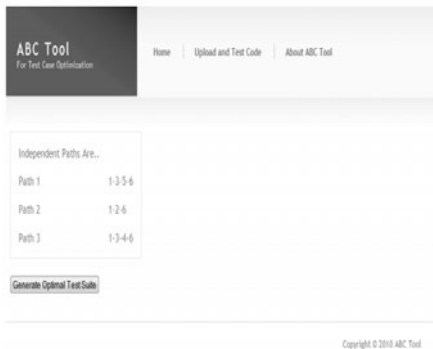 ABC Tool
For Test Case Optimization
Home Upload and Test Code About ABC Tool
Independent Paths Are..
Path 1 1-3-5-6
Path 2 1-2-6
Path 3 1-3-4-6
Generate Optimal Test Suite
Copyright © 2010 ABC Tool